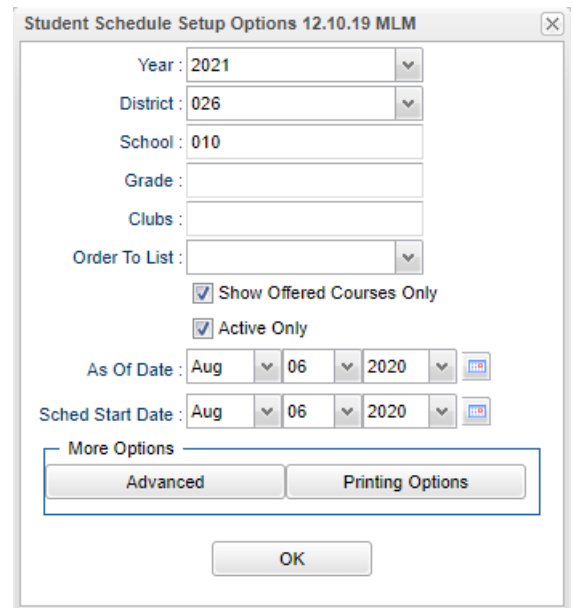 Student Schedule Setup Options 12.10.19 MLM
Year : 2021
District : 026
School : 010
Grade :
Clubs :
Order To List :
Show Offered Courses Only
Active Only
As Of Date : Aug 06 2020
Sched Start Date : Aug 06 2020
More Options
Advanced Printing Options
OK